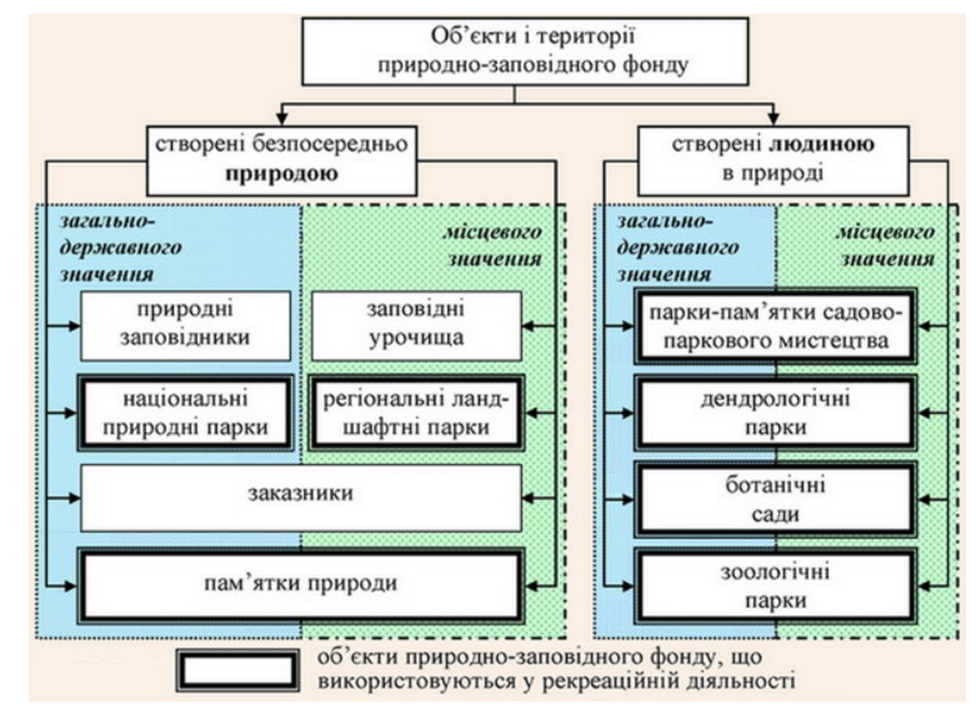 Об’єкти і території
природно-заповідного фонду
створені безпосередньо
природою
створені людиною
в природі
загально-
державного
значення
місцевого
значення
загально-
державного
значення
місцевого
значення
природні
заповідники
заповідні
урочища
національні
природні парки
регіональні ланд-
шафтні парки
заказники
пам’ятки природи
парки-пам’ятки садово-
паркового мистецтва
дендрологічні
парки
ботанічні
сади
зоологічні
парки
об’єкти природно-заповідного фонду, що
використовуються у рекреаційній діяльності